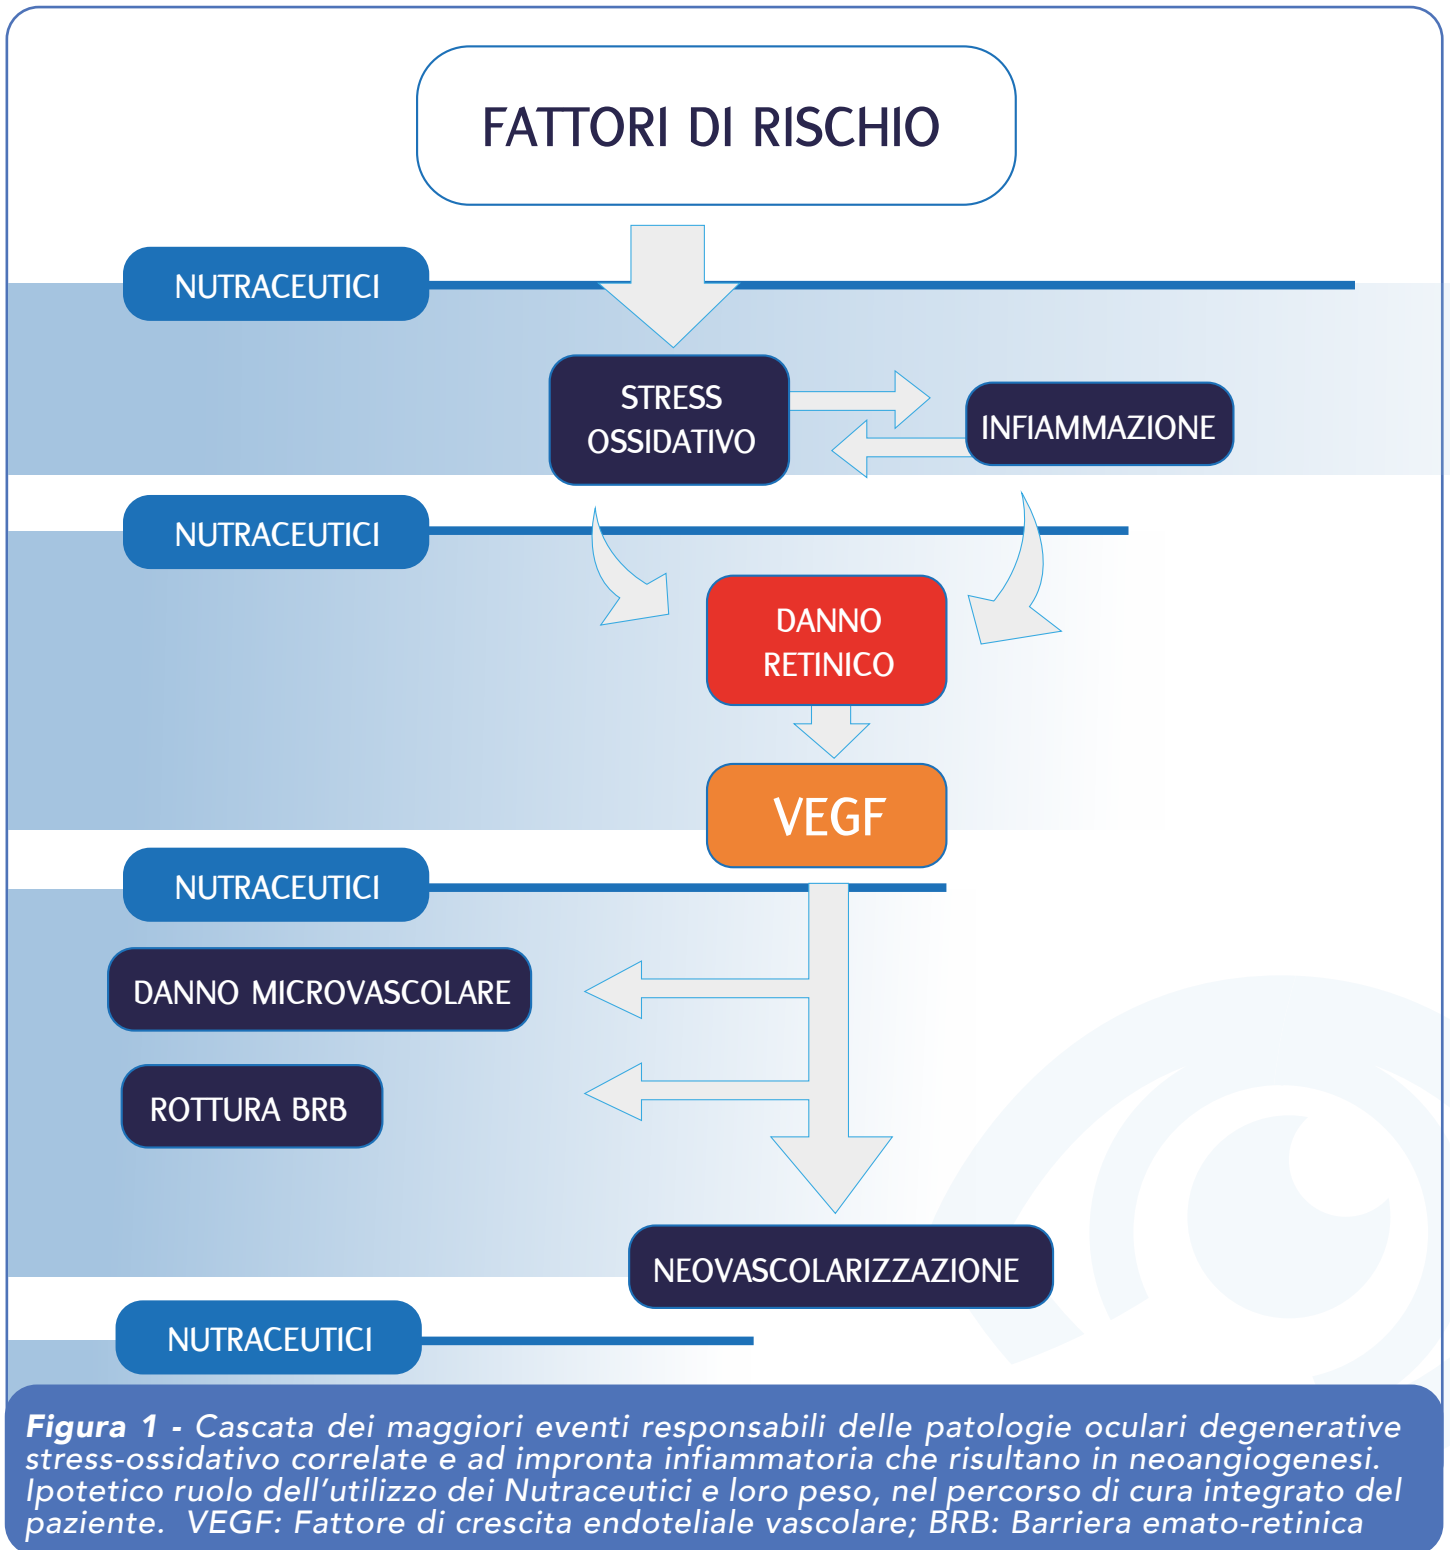 FATTORI DI RISCHIO
NUTRACEUTICI
STRESS
OSSIDATIVO
INFIAMMAZIONE
NUTRACEUTICI
DANNO
RETINICO
VEGF
NUTRACEUTICI
DANNO MICROVASCOLARE
ROTTURA BRB
NEOVASCOLARIZZAZIONE
NUTRACEUTICI
Figura 1 - Cascata dei maggiori eventi responsabili delle patologie oculari degenerative
stress-ossidativo correlate e ad impronta infiammatoria che risultano in neoangiogenesi.
Ipotetico ruolo dell'utilizzo dei Nutraceutici e loro peso, nel percorso di cura integrato del
paziente. VEGF: Fattore di crescita endoteliale vascolare; BRB: Barriera emato-retinica